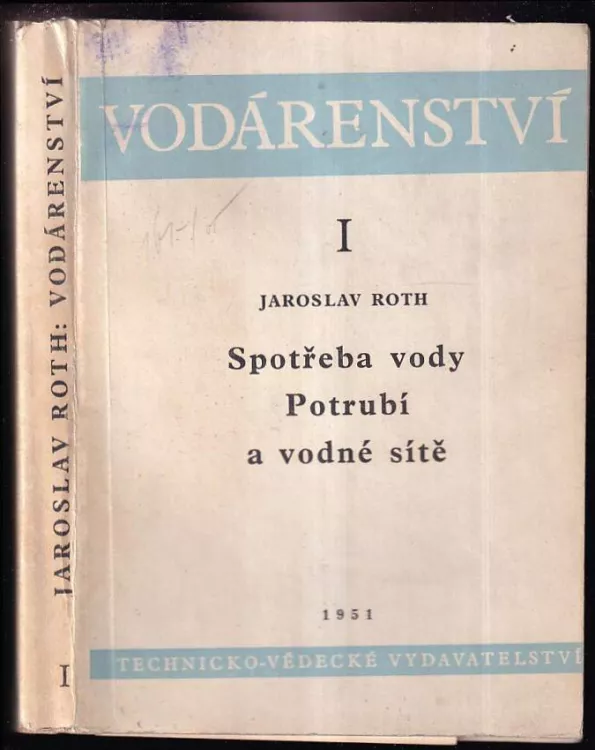 JAROSLAV ROTH: VODÁRENSTVÍ
I
VODÁRENSTVÍ
I
JAROSLAV ROTH
Spotřeba vody
Potrubí
a vodné sítě
1951
TECHNICKO-VĚDECKÉ VYDAVATELSTVÍ